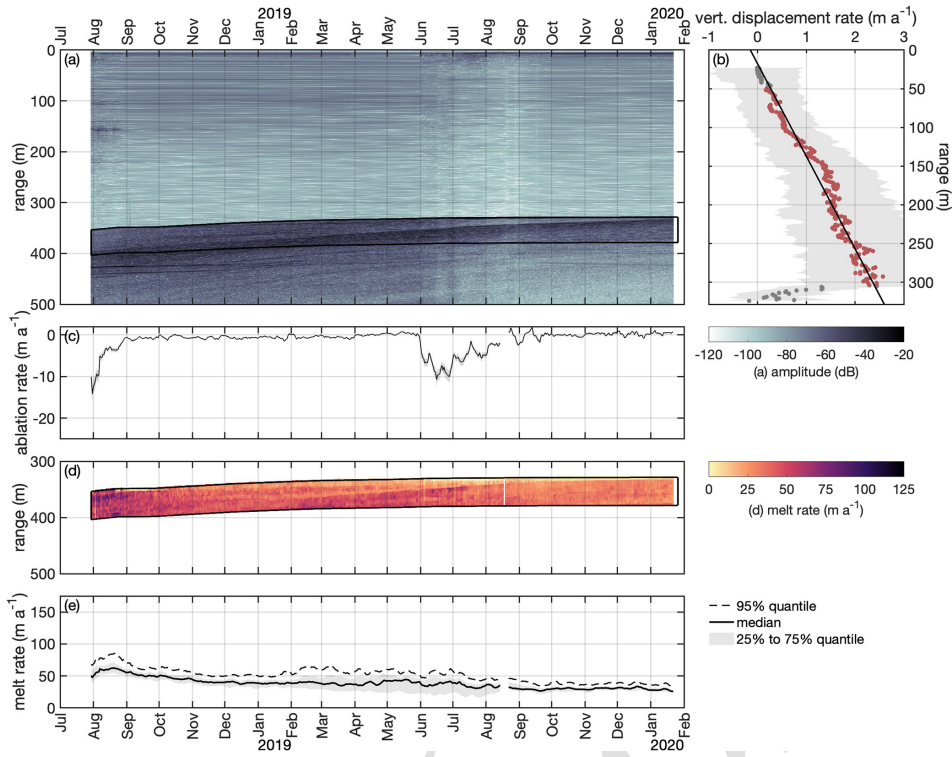 2019 2020
Jul Aug Sep Oct Nov Dec Jan Feb Mar Apr May Jun Jul Aug Sep Oct Nov Dec Jan Feb
vert. displacement rate (m a⁻¹)
-1 0 1 2 3
(a)
range (m)
0
100
200
300
400
500
(b)
0
50
100
150
200
250
300
range (m)
(c)
ablation rate (m a⁻¹)
0
-10
-20
-120 -100 -80 -60 -40 -20
(a) amplitude (dB)
(d)
range (m)
300
400
500
0 25 50 75 100 125
(d) melt rate (m a⁻¹)
(e)
melt rate (m a⁻¹)
150
100
50
0
95% quantile
median
25% to 75% quantile
Jul Aug Sep Oct Nov Dec Jan Feb Mar Apr May Jun Jul Aug Sep Oct Nov Dec Jan Feb
2019 2020